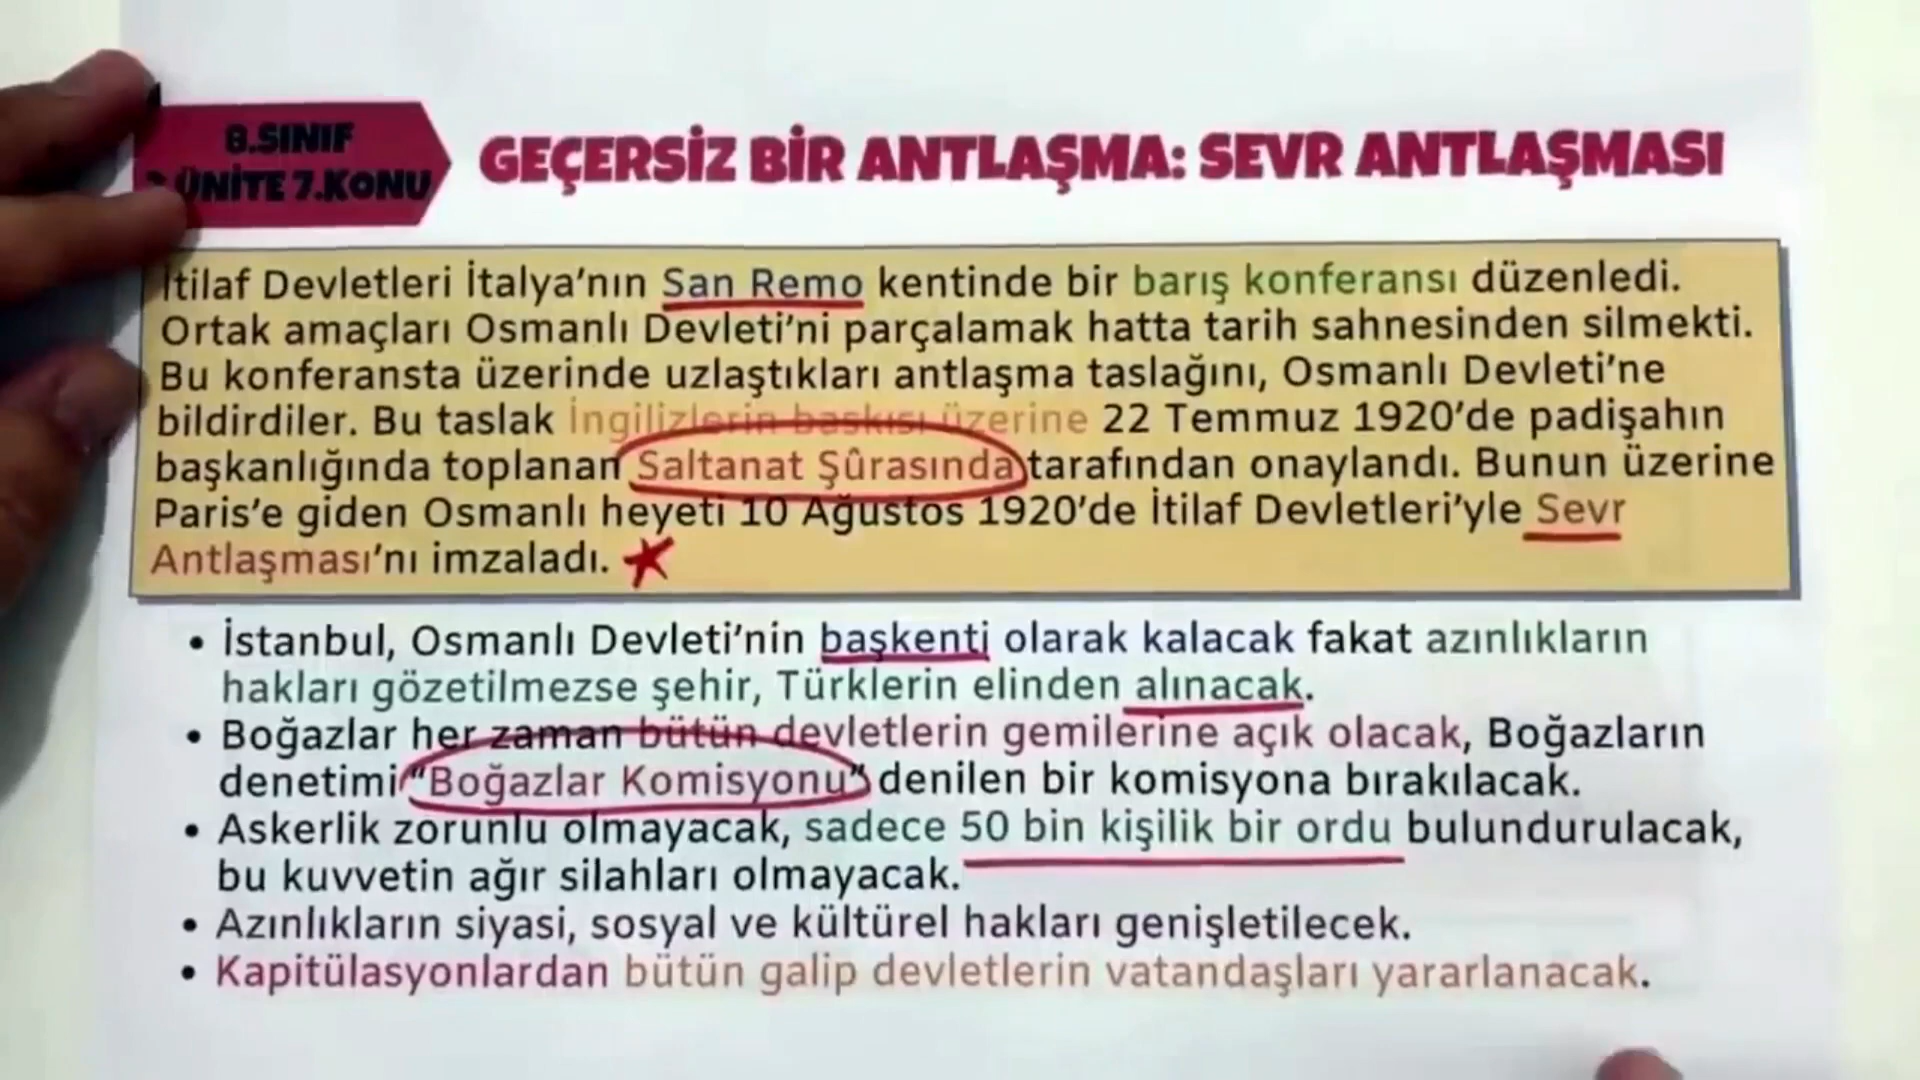 8.SINIF
ÜNİTE 7.KONU
GEÇERSİZ BİR ANTLAŞMA: SEVR ANTLAŞMASI
İtilaf Devletleri İtalya'nın San Remo kentinde bir barış konferansı düzenledi.
Ortak amaçları Osmanlı Devleti'ni parçalamak hatta tarih sahnesinden silmekti.
Bu konferansta üzerinde uzlaştıkları antlaşma taslağını, Osmanlı Devleti'ne
bildirdiler. Bu taslak İngilizlerin baskısı üzerine 22 Temmuz 1920'de padişahın
başkanlığında toplanan Saltanat Şûrasında tarafından onaylandı. Bunun üzerine
Paris'e giden Osmanlı heyeti 10 Ağustos 1920'de İtilaf Devletleri'yle Sevr
Antlaşması'nı imzaladı.
• İstanbul, Osmanlı Devleti'nin başkenti olarak kalacak fakat azınlıkların
hakları gözetilmezse şehir, Türklerin elinden alınacak.
• Boğazlar her zaman bütün devletlerin gemilerine açık olacak, Boğazların
denetimi "Boğazlar Komisyonu" denilen bir komisyona bırakılacak.
• Askerlik zorunlu olmayacak, sadece 50 bin kişilik bir ordu bulundurulacak,
bu kuvvetin ağır silahları olmayacak.
• Azınlıkların siyasi, sosyal ve kültürel hakları genişletilecek.
• Kapitülasyonlardan bütün galip devletlerin vatandaşları yararlanacak.